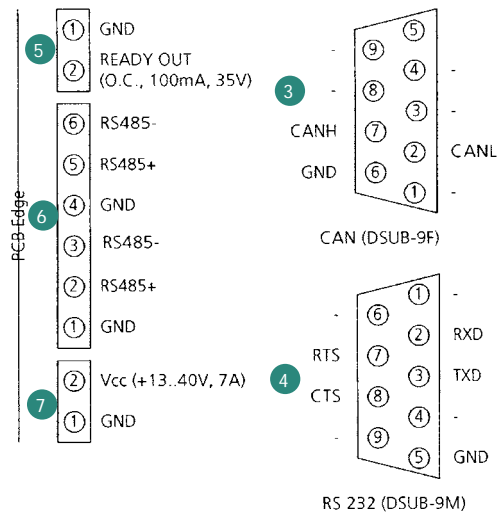 1 GND
5
2 READY OUT
(O.C., 100mA, 35V)
6 RS485-
5 RS485+
4 GND
6
3 RS485-
2 RS485+
1 GND
PCB Edge
2 Vcc (+13..40V, 7A)
7
1 GND
5
- 9
4 -
3
- 8
3 -
CANH 7
2 CANL
GND 6
1 -
CAN (DSUB-9F)
1 -
- 6
2 RXD
RTS 7
4
3 TXD
CTS 8
4 -
- 9
5 GND
RS 232 (DSUB-9M)